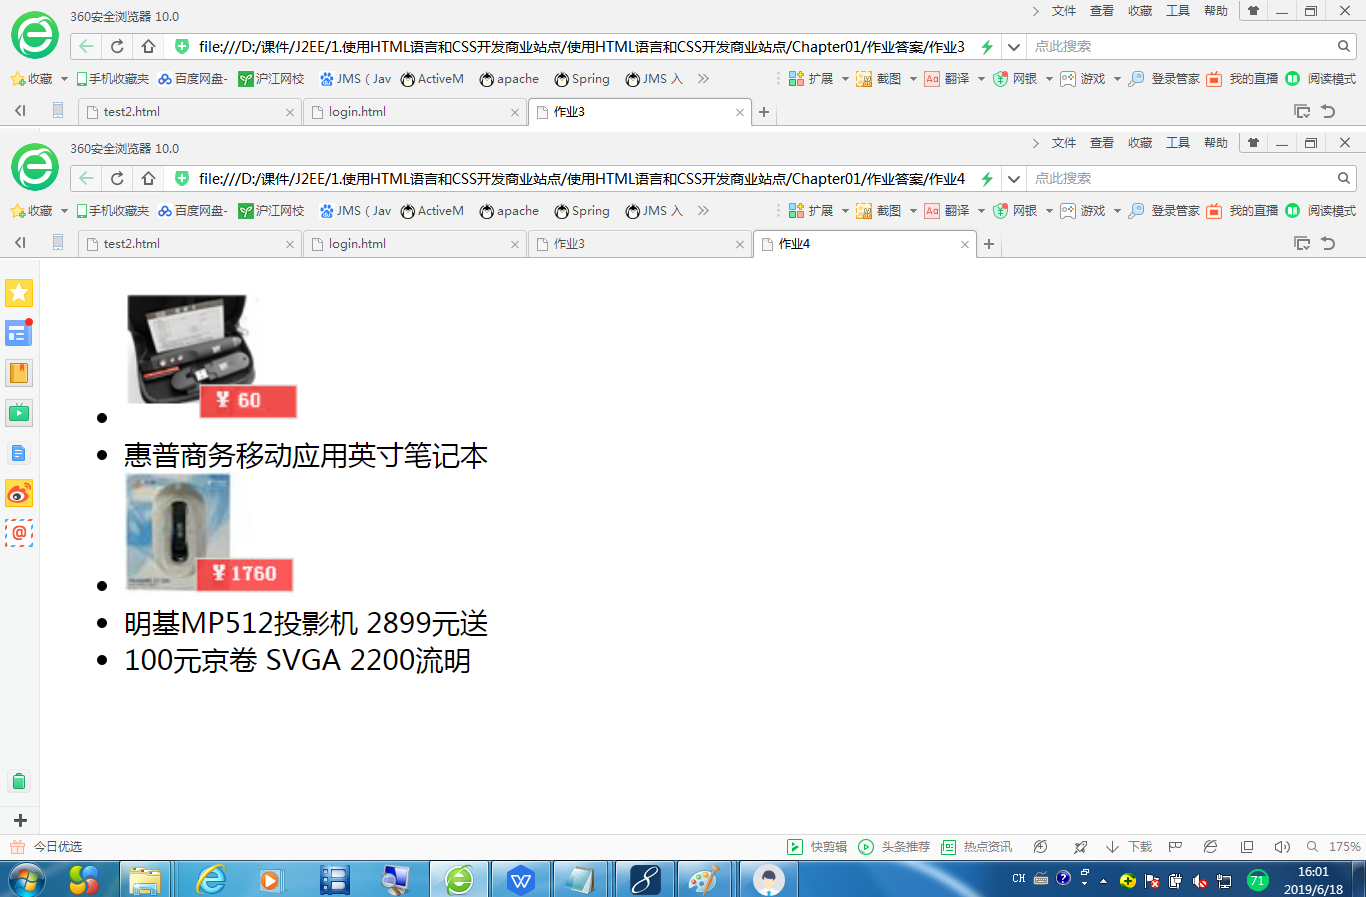 360安全浏览器 10.0
文件 查看 收藏 工具 帮助
file:///D:/课件/J2EE/1.使用HTML语言和CSS开发商业站点/使用HTML语言和CSS开发商业站点/Chapter01/作业答案/作业3
点此搜索
收藏 手机收藏夹 百度网盘- 沪江网校 JMS ( Jav ActiveM apache Spring JMS 入 扩展 截图 Aa 翻译 网银 游戏 登录管家 我的直播 阅读模式
test2.html login.html 作业3
360安全浏览器 10.0
文件 查看 收藏 工具 帮助
file:///D:/课件/J2EE/1.使用HTML语言和CSS开发商业站点/使用HTML语言和CSS开发商业站点/Chapter01/作业答案/作业4
点此搜索
收藏 手机收藏夹 百度网盘- 沪江网校 JMS ( Jav ActiveM apache Spring JMS 入 扩展 截图 Aa 翻译 网银 游戏 登录管家 我的直播 阅读模式
test2.html login.html 作业3 作业4
¥ 60
惠普商务移动应用英寸笔记本
¥ 1760
明基MP512投影机 2899元送
100元京卷 SVGA 2200流明
今日优选 快剪辑 头条推荐 热点资讯 下载 175%
CH 71 16:01
2019/6/18